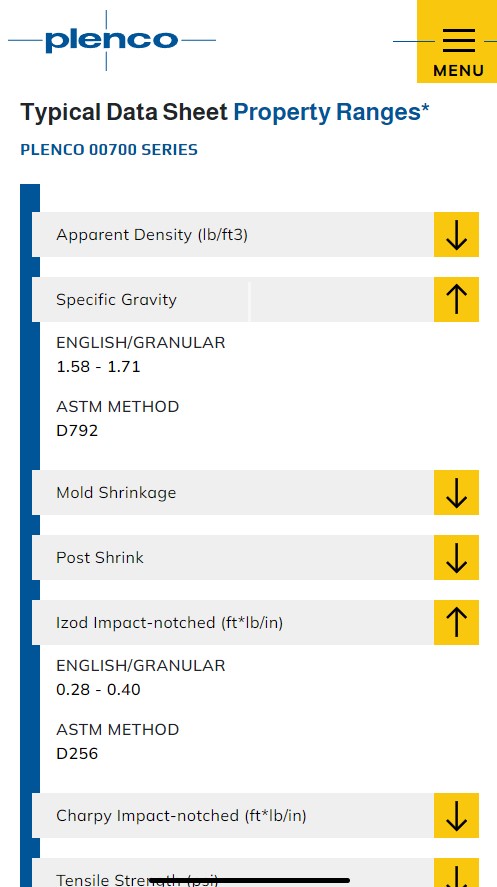 plenco
MENU
Typical Data Sheet Property Ranges*
PLENCO 00700 SERIES
Apparent Density (lb/ft3)
Specific Gravity
ENGLISH/GRANULAR
1.58 - 1.71
ASTM METHOD
D792
Mold Shrinkage
Post Shrink
Izod Impact-notched (ft*lb/in)
ENGLISH/GRANULAR
0.28 - 0.40
ASTM METHOD
D256
Charpy Impact-notched (ft*lb/in)
Tensile Strength (psi)